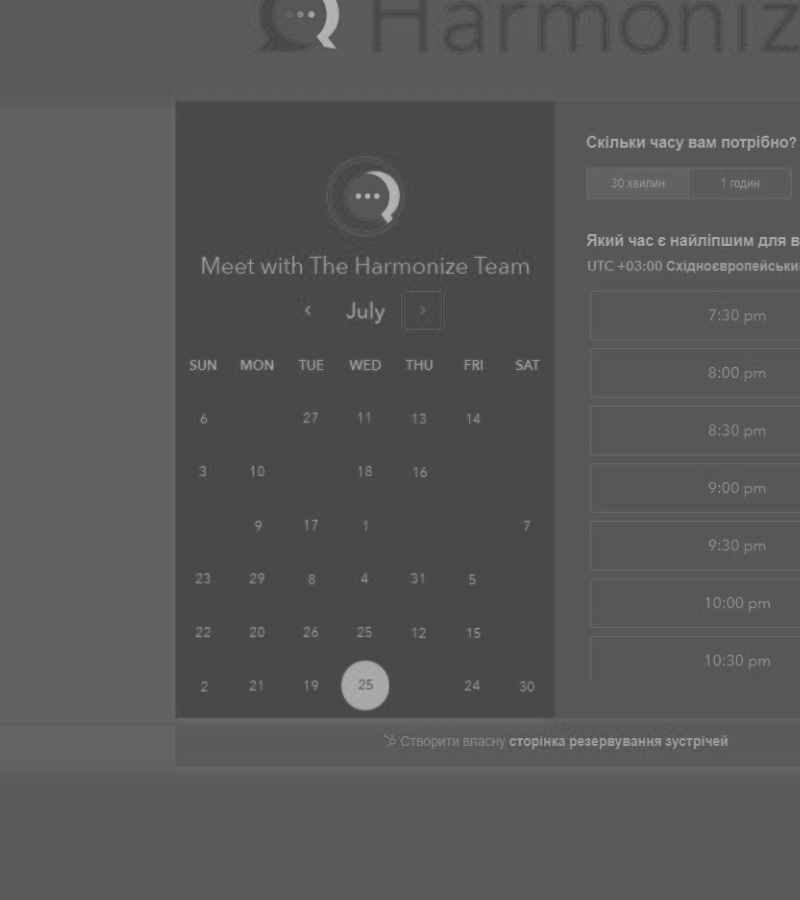 Harmoniz
Meet with The Harmonize Team
July
SUN MON TUE WED THU FRI SAT
6 27 11 13 14
3 10 18 16
9 17 1 7
23 29 8 4 31 5
22 20 26 25 12 15
2 21 19 25 24 30
Скільки часу вам потрібно?
30 хвилин 1 годин
Який час є найліпшим для в
UTC +03:00 Східноєвропейський
7:30 pm
8:00 pm
8:30 pm
9:00 pm
9:30 pm
10:00 pm
10:30 pm
Створити власну сторінка резервування зустрічей